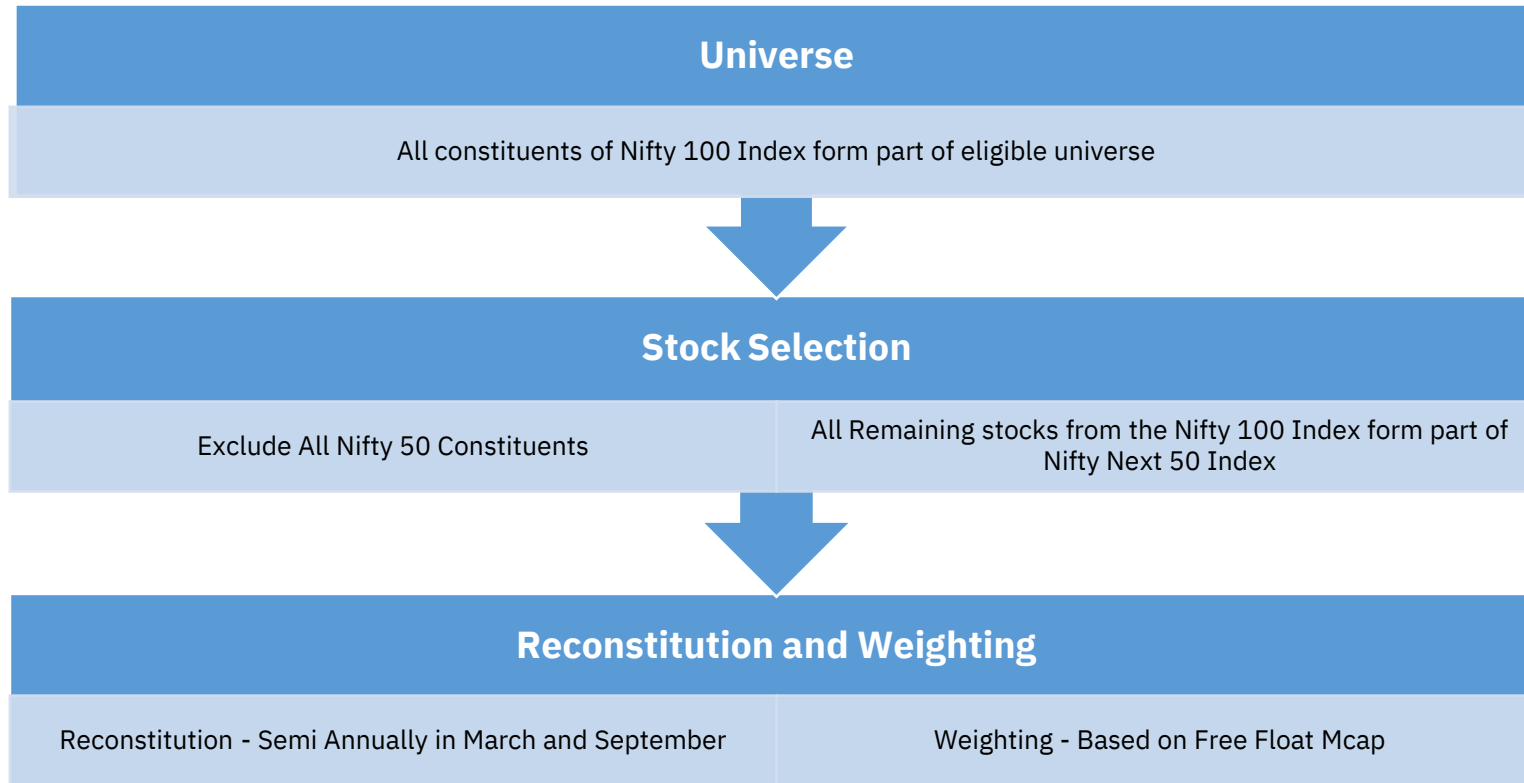 Universe
All constituents of Nifty 100 Index form part of eligible universe
Stock Selection
Exclude All Nifty 50 Constituents
All Remaining stocks from the Nifty 100 Index form part of
Nifty Next 50 Index
Reconstitution and Weighting
Reconstitution - Semi Annually in March and September
Weighting - Based on Free Float Mcap